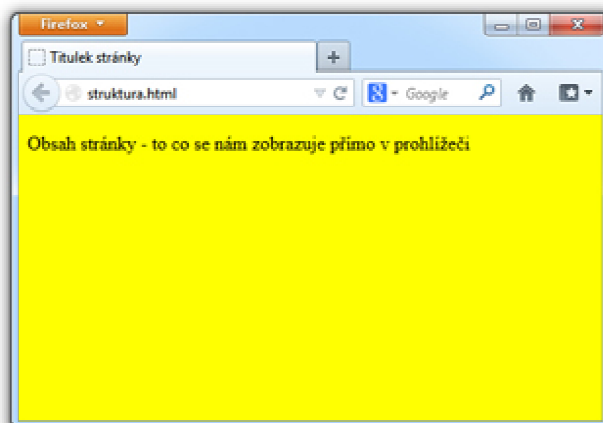 Firefox
Titulek stránky
struktura.html
Google
Obsah stránky - to co se nám zobrazuje přímo v prohlížeči